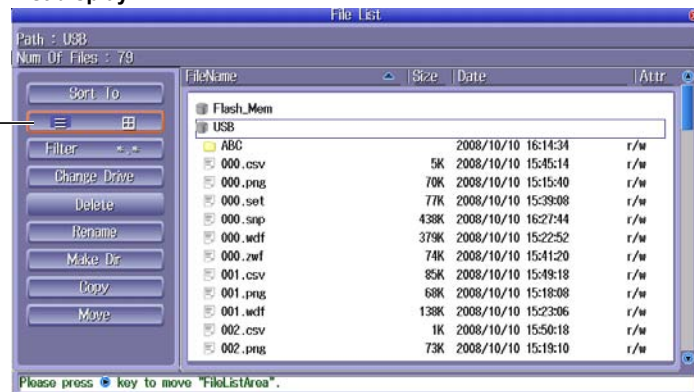 File List
Path : USB
Num Of Files : 79
FileName Size Date Attr
Sort To
Filter *.*
Change Drive
Delete
Rename
Make Dir
Copy
Move
Flash_Mem
USB
ABC 2008/10/10 16:14:34 r/w
000.csv 5K 2008/10/10 15:45:14 r/w
000.png 70K 2008/10/10 15:15:40 r/w
000.set 77K 2008/10/10 15:39:08 r/w
000.snp 438K 2008/10/10 16:27:44 r/w
000.wdf 379K 2008/10/10 15:22:52 r/w
000.zwf 74K 2008/10/10 15:41:20 r/w
001.csv 85K 2008/10/10 15:49:18 r/w
001.png 68K 2008/10/10 15:18:08 r/w
001.wdf 138K 2008/10/10 15:23:06 r/w
002.csv 1K 2008/10/10 15:50:18 r/w
002.png 73K 2008/10/10 15:19:10 r/w
Please press key to move "FileListArea".